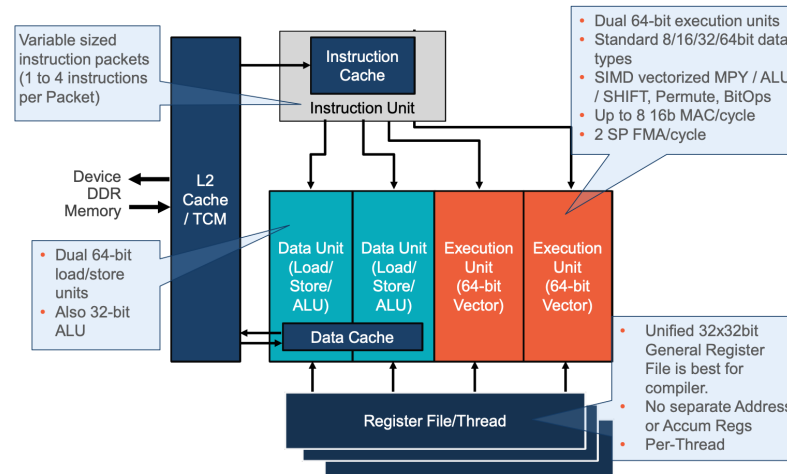 Variable sized
instruction packets
(1 to 4 instructions
per Packet)
Instruction
Cache
Instruction Unit
• Dual 64-bit execution units
• Standard 8/16/32/64bit data
types
• SIMD vectorized MPY / ALU
/ SHIFT, Permute, BitOps
• Up to 8 16b MAC/cycle
• 2 SP FMA/cycle
Device
DDR
Memory
L2
Cache
/ TCM
• Dual 64-bit
load/store
units
• Also 32-bit
ALU
Data Unit
(Load/
Store/
ALU)
Data Unit
(Load/
Store/
ALU)
Execution
Unit
(64-bit
Vector)
Execution
Unit
(64-bit
Vector)
Data Cache
Register File/Thread
• Unified 32x32bit
General Register
File is best for
compiler.
• No separate Address
or Accum Regs
• Per-Thread